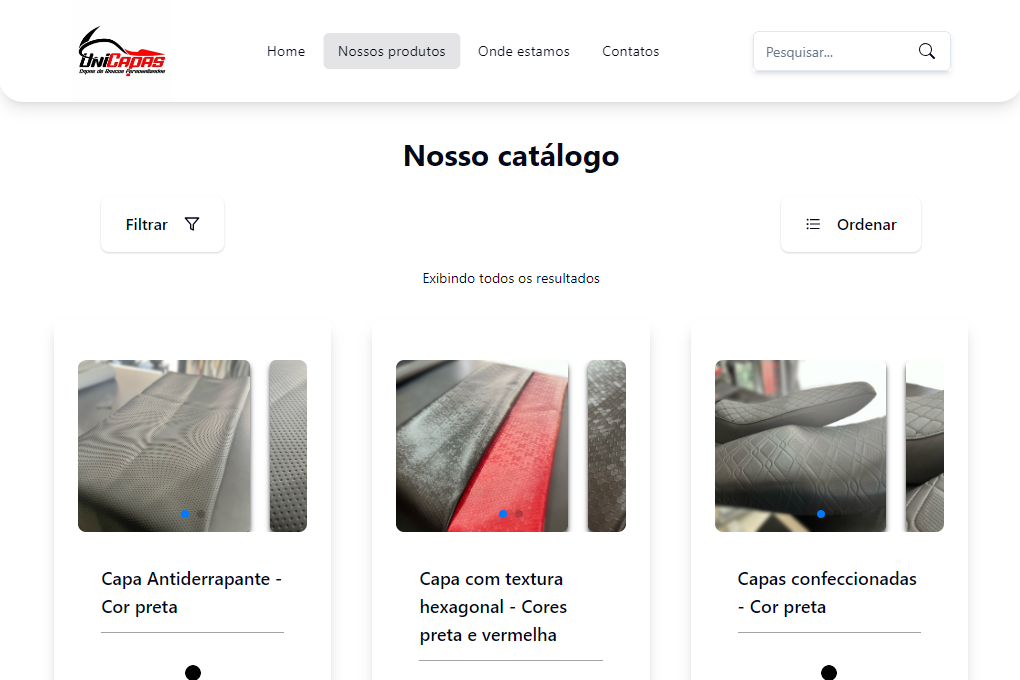 UniCapas
Capas de Bancos Personalizadas
Home
Nossos produtos
Onde estamos
Contatos
Pesquisar...
Nosso catálogo
Filtrar
Ordenar
Exibindo todos os resultados
Capa Antiderrapante -
Cor preta
Capa com textura
hexagonal - Cores
preta e vermelha
Capas confeccionadas
- Cor preta